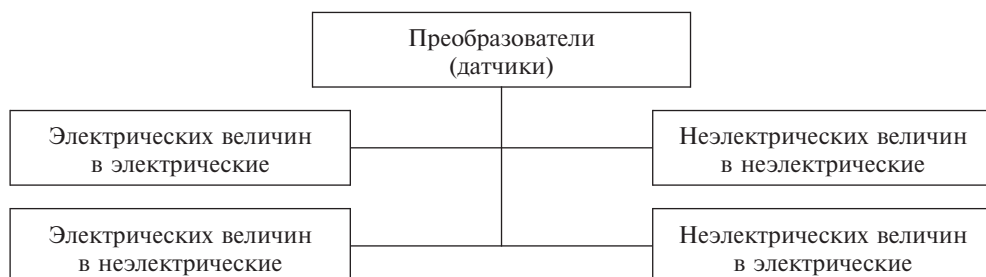 Преобразователи
(датчики)
Электрических величин
в электрические
Неэлектрических величин
в неэлектрические
Электрических величин
в неэлектрические
Неэлектрических величин
в электрические